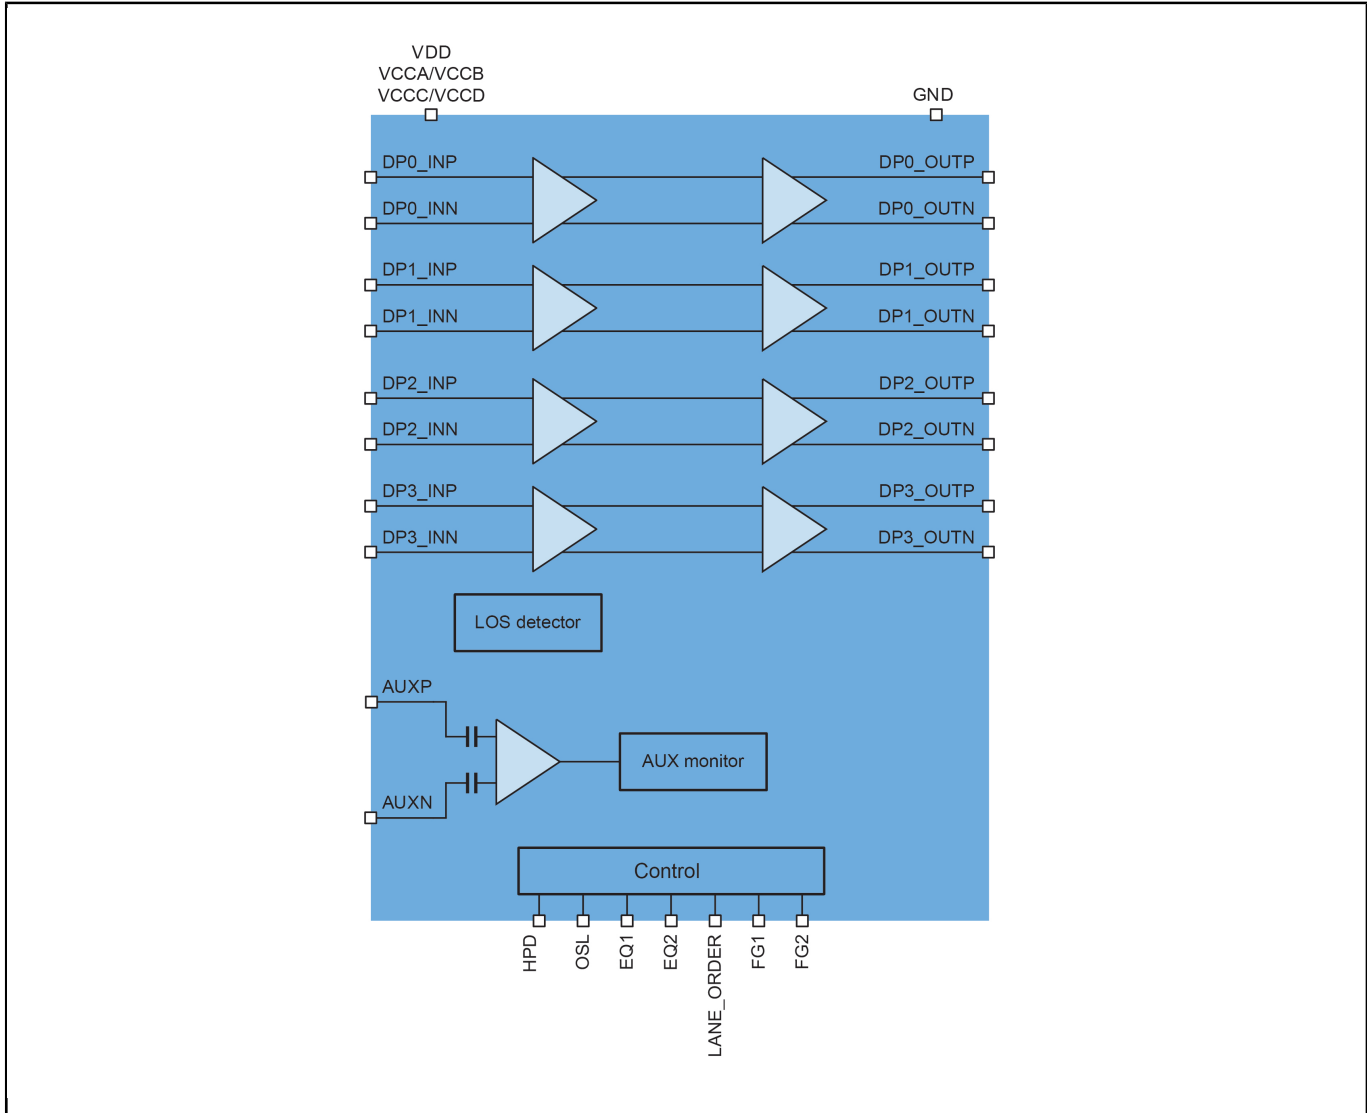 VDD
VCCA/VCCB
VCCC/VCCD
GND
DP0_INP
DP0_OUTP
DP0_INN
DP0_OUTN
DP1_INP
DP1_OUTP
DP1_INN
DP1_OUTN
DP2_INP
DP2_OUTP
DP2_INN
DP2_OUTN
DP3_INP
DP3_OUTP
DP3_INN
DP3_OUTN
LOS detector
AUXP
AUX monitor
AUXN
Control
HPD
OSL
EQ1
EQ2
LANE_ORDER
FG1
FG2